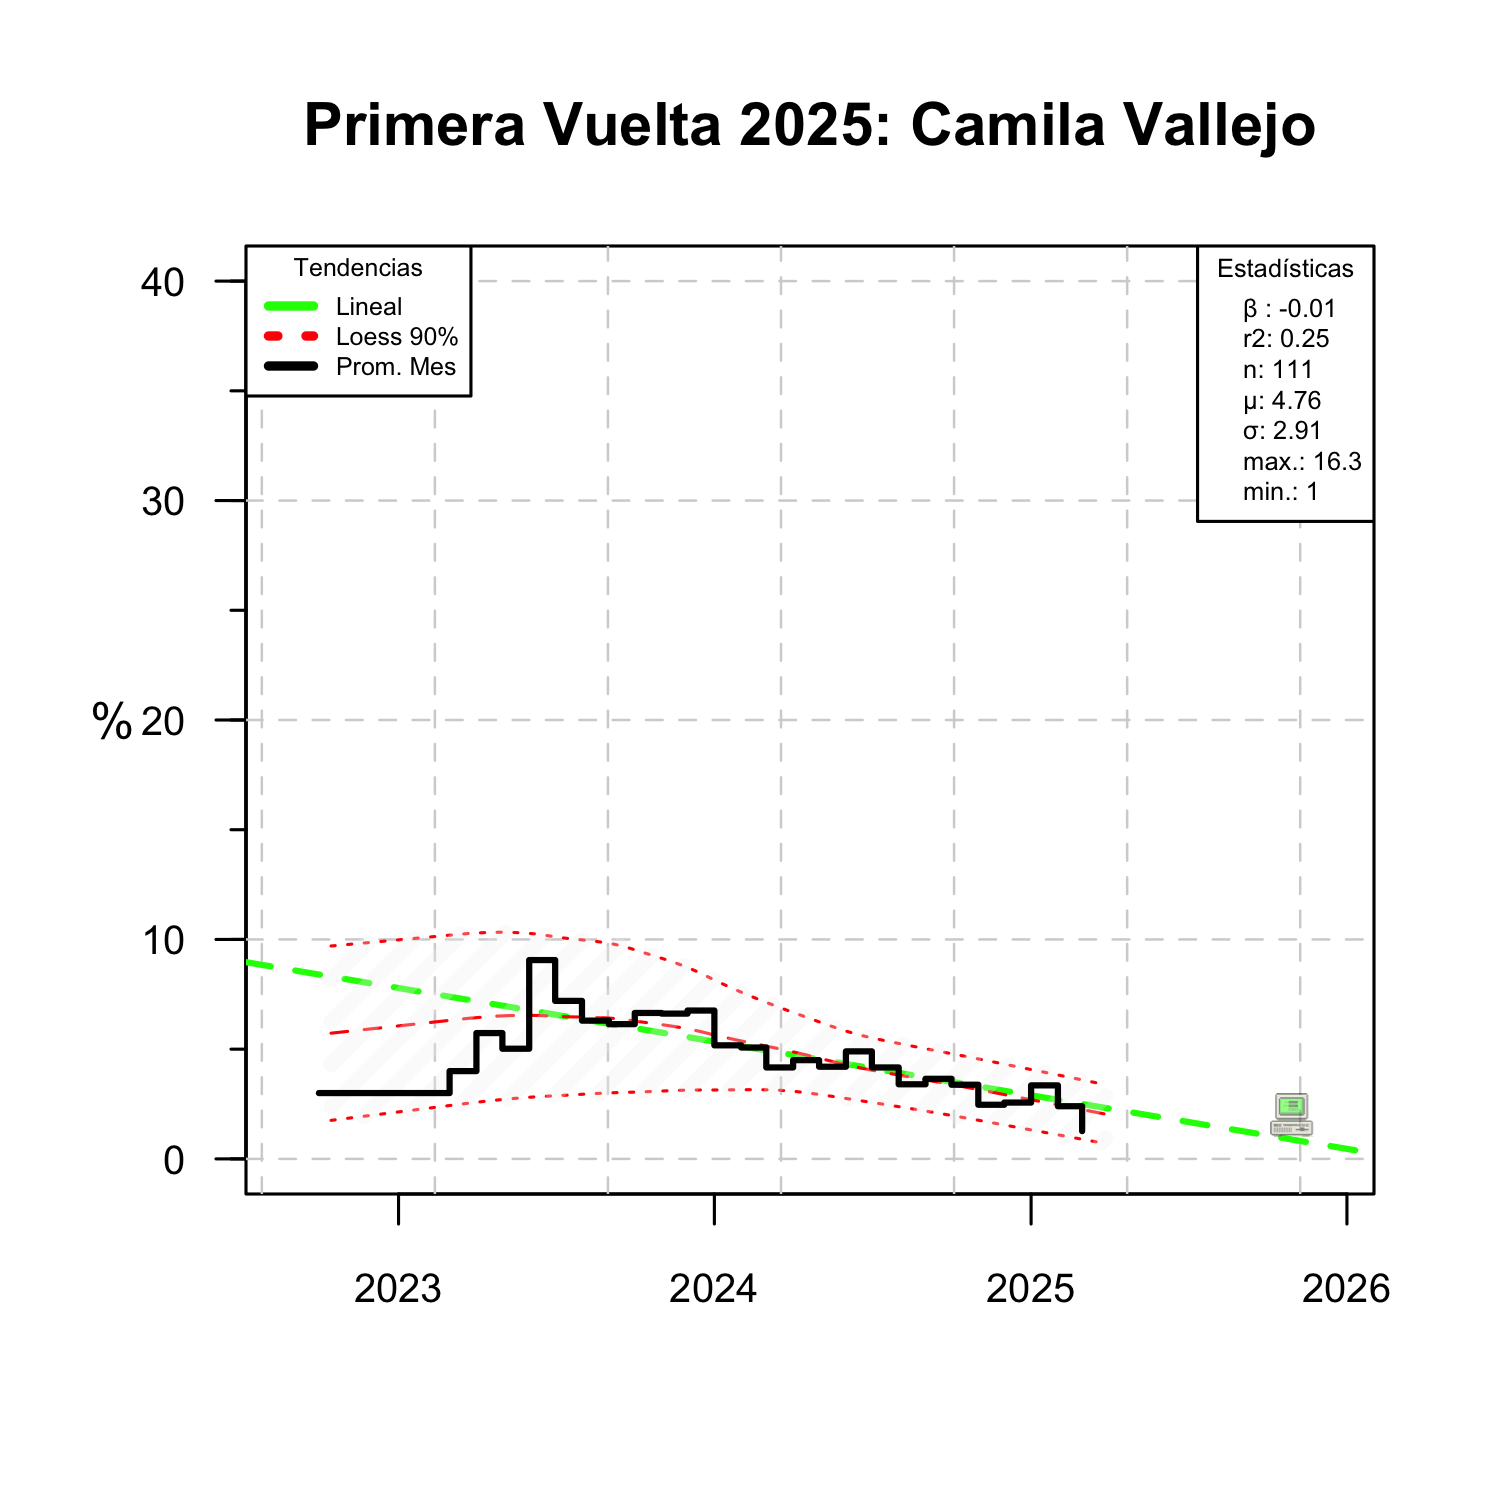 Primera Vuelta 2025: Camila Vallejo
Tendencias
Lineal
Loess 90%
Prom. Mes
Estadísticas
β : -0.01
r2: 0.25
n: 111
μ: 4.76
σ: 2.91
max.: 16.3
min.: 1
40
30
% 20
10
0
2023 2024 2025 2026